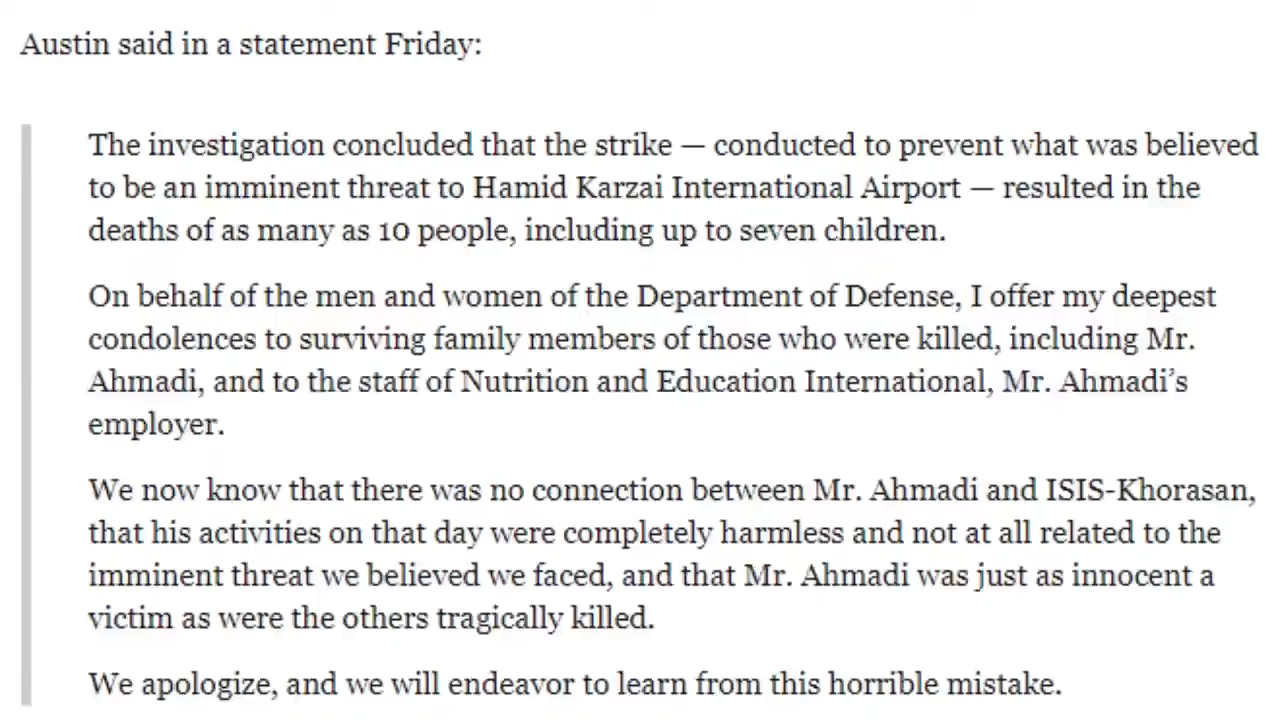 Austin said in a statement Friday:
The investigation concluded that the strike — conducted to prevent what was believed
to be an imminent threat to Hamid Karzai International Airport — resulted in the
deaths of as many as 10 people, including up to seven children.
On behalf of the men and women of the Department of Defense, I offer my deepest
condolences to surviving family members of those who were killed, including Mr.
Ahmadi, and to the staff of Nutrition and Education International, Mr. Ahmadi’s
employer.
We now know that there was no connection between Mr. Ahmadi and ISIS-Khorasan,
that his activities on that day were completely harmless and not at all related to the
imminent threat we believed we faced, and that Mr. Ahmadi was just as innocent a
victim as were the others tragically killed.
We apologize, and we will endeavor to learn from this horrible mistake.